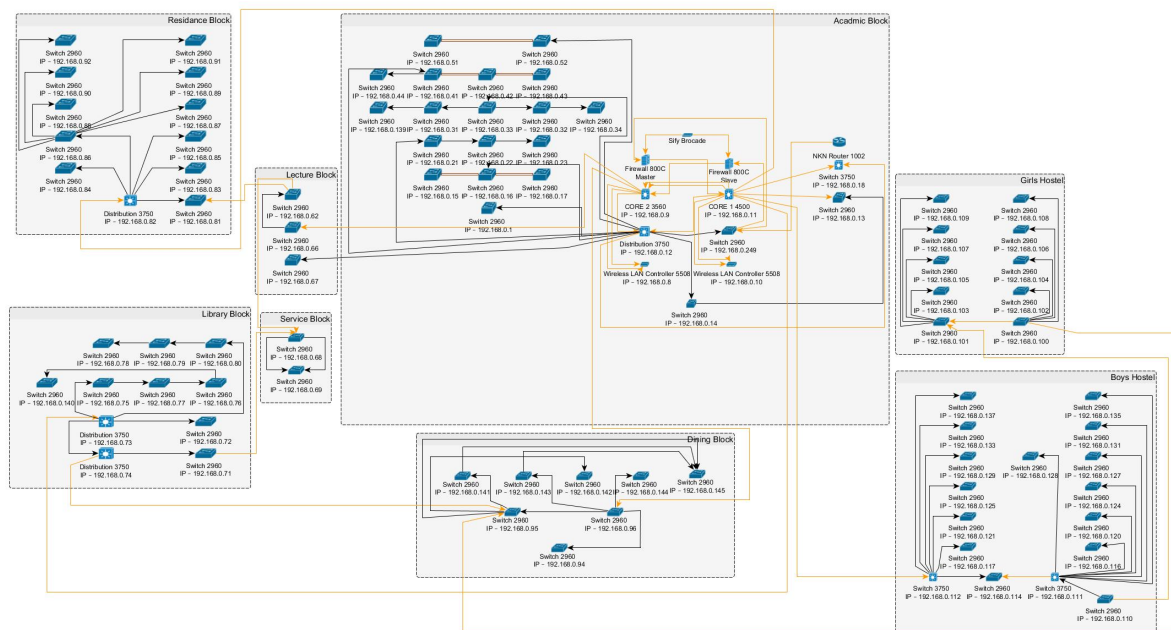 Residance Block
Switch 2960
IP - 192.168.0.92
Switch 2960
IP - 192.168.0.91
Switch 2960
IP - 192.168.0.90
Switch 2960
IP - 192.168.0.89
Switch 2960
IP - 192.168.0.88
Switch 2960
IP - 192.168.0.87
Switch 2960
IP - 192.168.0.86
Switch 2960
IP - 192.168.0.85
Switch 2960
IP - 192.168.0.84
Switch 2960
IP - 192.168.0.83
Distribution 3750
IP - 192.168.0.82
Switch 2960
IP - 192.168.0.81
Lecture Block
Switch 2960
IP - 192.168.0.62
Switch 2960
IP - 192.168.0.66
Switch 2960
IP - 192.168.0.67
Acadmic Block
Switch 2960
IP - 192.168.0.51
Switch 2960
IP - 192.168.0.52
Switch 2960
IP - 192.168.0.44
Switch 2960
IP - 192.168.0.41
Switch 2960
IP - 192.168.0.42
Switch 2960
IP - 192.168.0.43
Switch 2960
IP - 192.168.0.139
Switch 2960
IP - 192.168.0.31
Switch 2960
IP - 192.168.0.33
Switch 2960
IP - 192.168.0.32
Switch 2960
IP - 192.168.0.34
Switch 2960
IP - 192.168.0.21
Switch 2960
IP - 192.168.0.22
Switch 2960
IP - 192.168.0.23
Switch 2960
IP - 192.168.0.15
Switch 2960
IP - 192.168.0.16
Switch 2960
IP - 192.168.0.17
Switch 2960
IP - 192.168.0.1
Sify Brocade
Firewall 800C
Master
Firewall 800C
Slave
NKN Router 1002
Switch 3750
IP - 192.168.0.18
CORE 2 3560
IP - 192.168.0.9
CORE 1 4500
IP - 192.168.0.11
Switch 2960
IP - 192.168.0.13
Distribution 3750
IP - 192.168.0.12
Switch 2960
IP - 192.168.0.249
Wireless LAN Controller 5508
IP - 192.168.0.8
Wireless LAN Controller 5508
IP - 192.168.0.10
Switch 2960
IP - 192.168.0.14
Girls Hostel
Switch 2960
IP - 192.168.0.109
Switch 2960
IP - 192.168.0.108
Switch 2960
IP - 192.168.0.107
Switch 2960
IP - 192.168.0.106
Switch 2960
IP - 192.168.0.105
Switch 2960
IP - 192.168.0.104
Switch 2960
IP - 192.168.0.103
Switch 2960
IP - 192.168.0.102
Switch 2960
IP - 192.168.0.101
Switch 2960
IP - 192.168.0.100
Library Block
Switch 2960
IP - 192.168.0.78
Switch 2960
IP - 192.168.0.79
Switch 2960
IP - 192.168.0.80
Switch 2960
IP - 192.168.0.140
Switch 2960
IP - 192.168.0.75
Switch 2960
IP - 192.168.0.77
Switch 2960
IP - 192.168.0.76
Distribution 3750
IP - 192.168.0.73
Switch 2960
IP - 192.168.0.72
Distribution 3750
IP - 192.168.0.74
Switch 2960
IP - 192.168.0.71
Service Block
Switch 2960
IP - 192.168.0.68
Switch 2960
IP - 192.168.0.69
Dining Block
Switch 2960
IP - 192.168.0.141
Switch 2960
IP - 192.168.0.143
Switch 2960
IP - 192.168.0.142
Switch 2960
IP - 192.168.0.144
Switch 2960
IP - 192.168.0.145
Switch 2960
IP - 192.168.0.95
Switch 2960
IP - 192.168.0.96
Switch 2960
IP - 192.168.0.94
Boys Hostel
Switch 2960
IP - 192.168.0.137
Switch 2960
IP - 192.168.0.135
Switch 2960
IP - 192.168.0.133
Switch 2960
IP - 192.168.0.131
Switch 2960
IP - 192.168.0.129
Switch 2960
IP - 192.168.0.128
Switch 2960
IP - 192.168.0.127
Switch 2960
IP - 192.168.0.125
Switch 2960
IP - 192.168.0.124
Switch 2960
IP - 192.168.0.121
Switch 2960
IP - 192.168.0.120
Switch 2960
IP - 192.168.0.117
Switch 2960
IP - 192.168.0.116
Switch 3750
IP - 192.168.0.112
Switch 2960
IP - 192.168.0.114
Switch 3750
IP - 192.168.0.111
Switch 2960
IP - 192.168.0.110